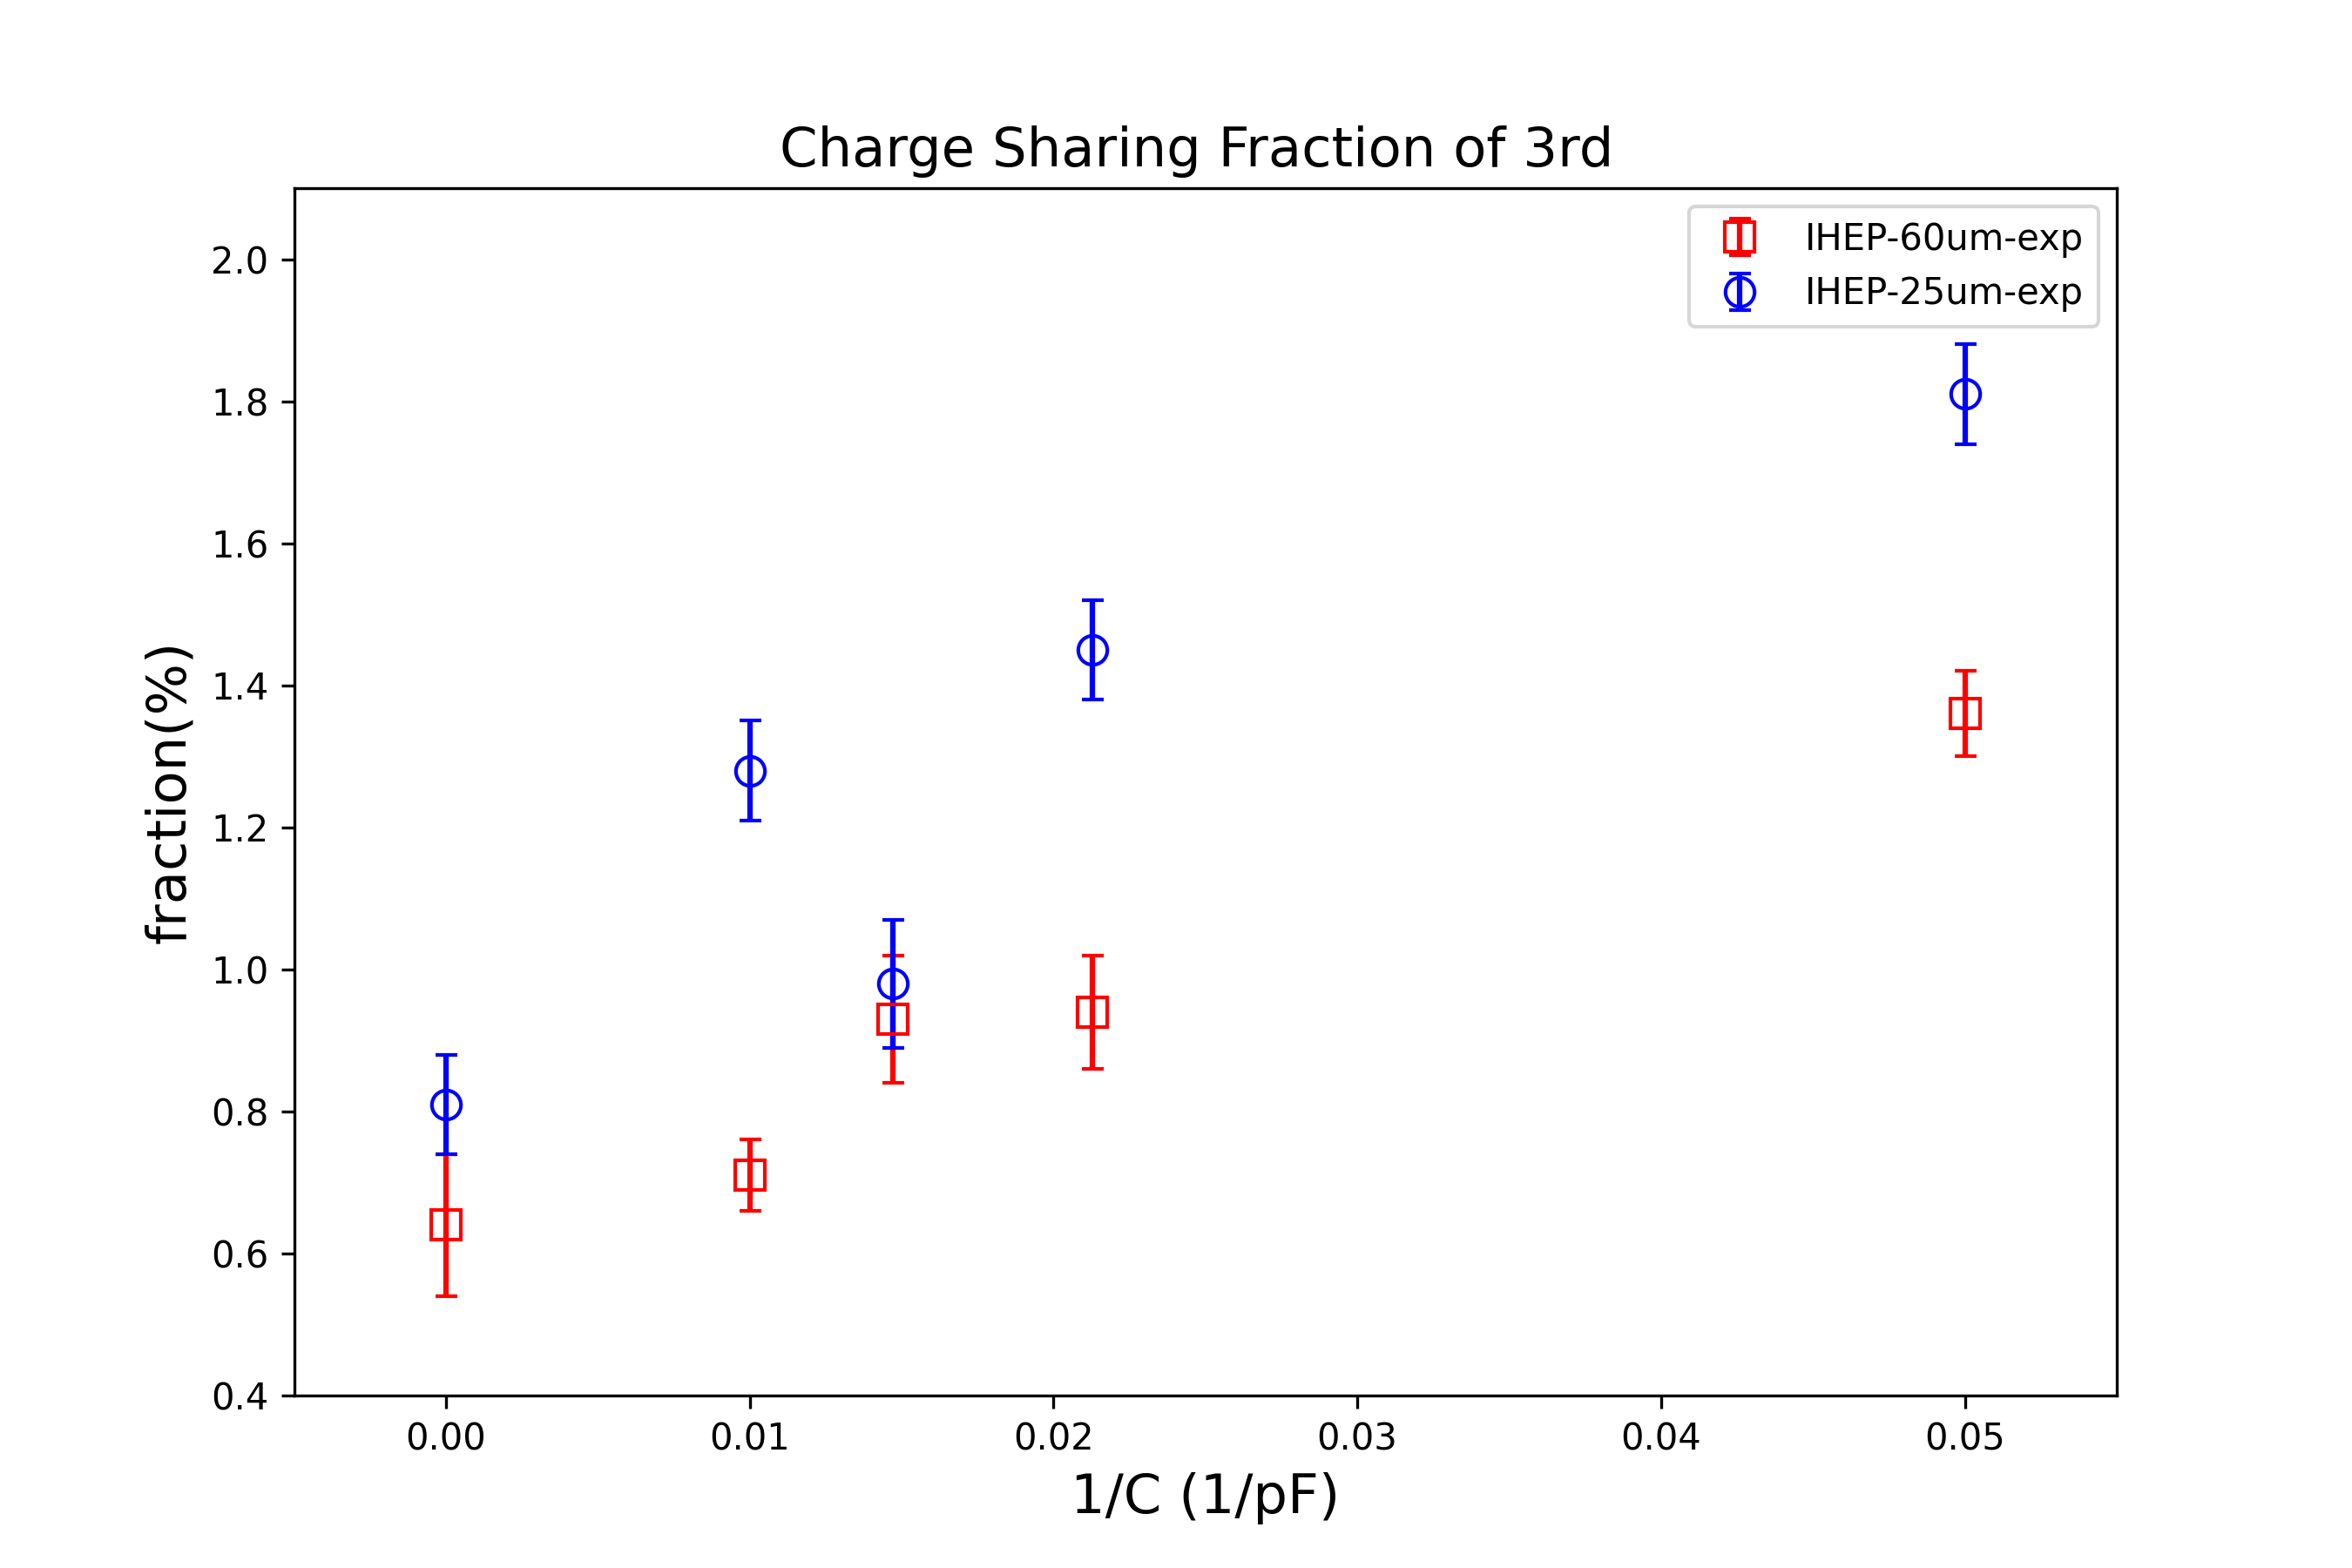 Charge Sharing Fraction of 3rd
IHEP-60um-exp
IHEP-25um-exp
2.0
1.8
1.6
1.4
1.2
1.0
0.8
0.6
0.4
fraction(%)
0.00 0.01 0.02 0.03 0.04 0.05
1/C (1/pF)